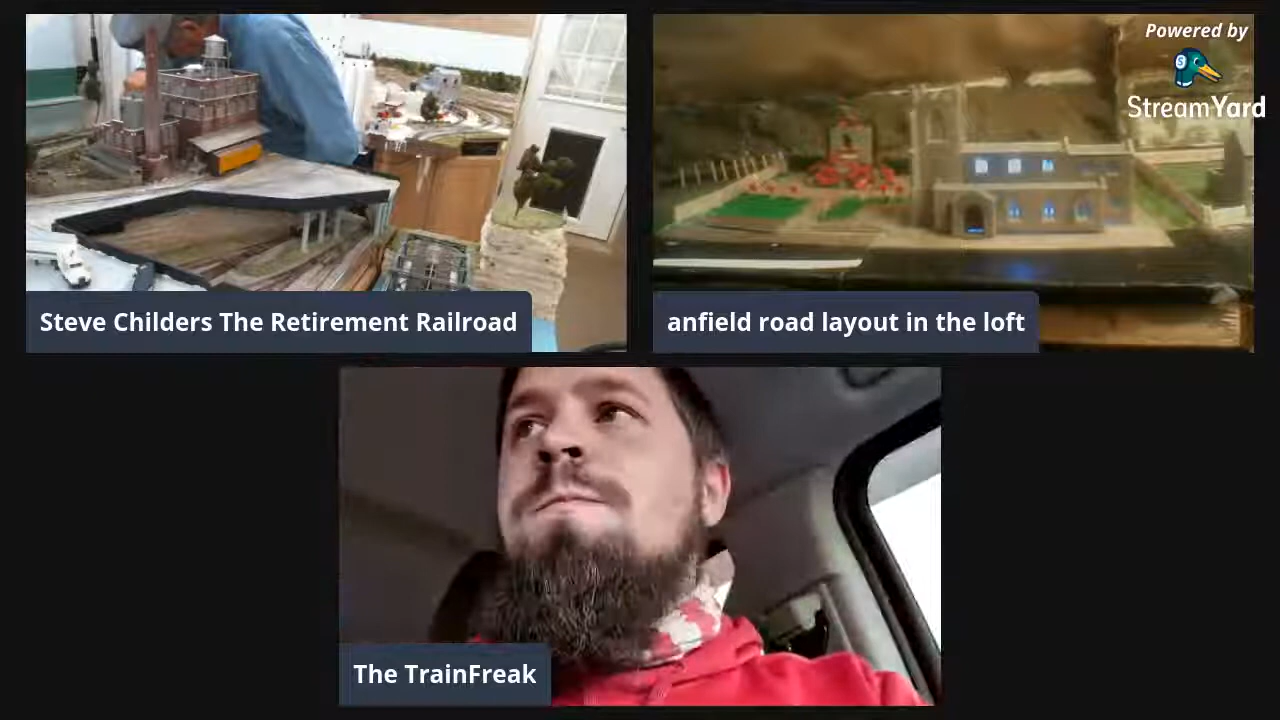 Powered by
StreamYard
Steve Childers The Retirement Railroad
anfield road layout in the loft
The TrainFreak